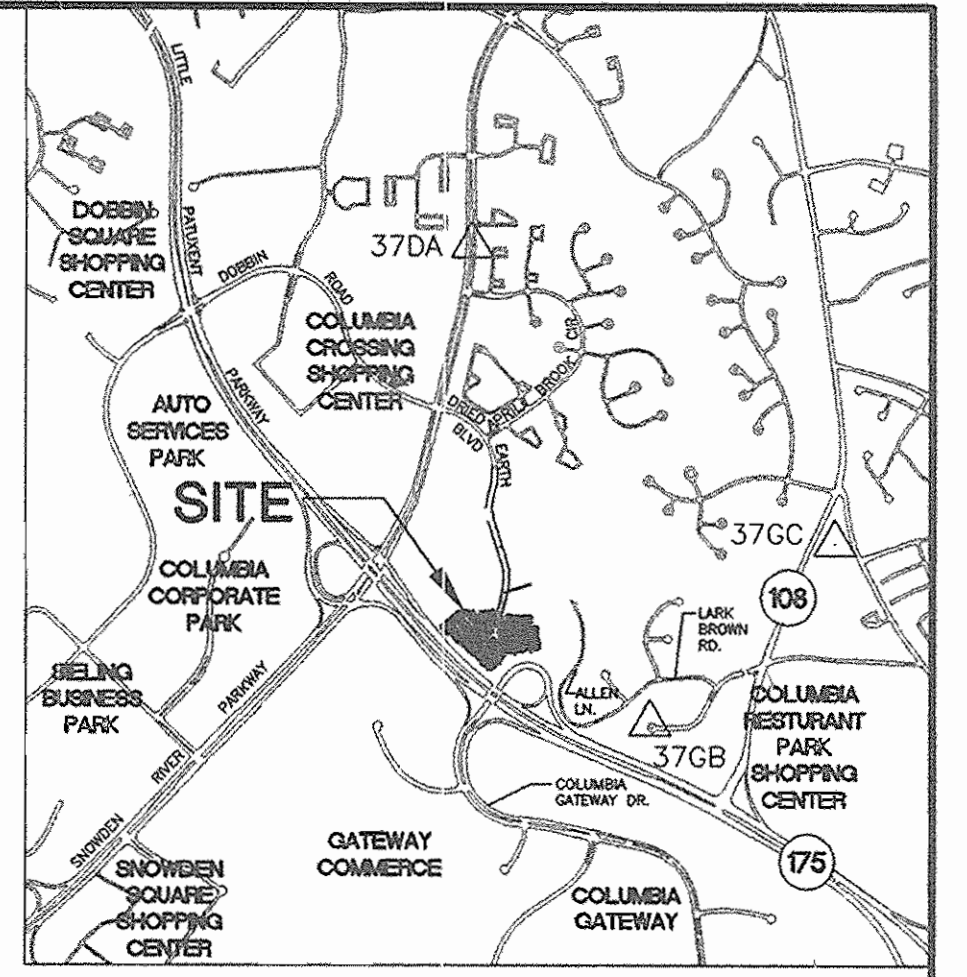 LITTLE
PATUXENT
PARKWAY
DOBBIN
SQUARE
SHOPPING
CENTER
37DA
DOBBIN
ROAD
COLUMBIA
CROSSING
SHOPPING
CENTER
DRIED
EARTH
BLVD
APRIL
BROOK
CIR.
AUTO
SERVICES
PARK
SITE
37GC
108
COLUMBIA
CORPORATE
PARK
LARK
BROWN
RD.
SIELING
BUSINESS
PARK
SNOWDEN
RIVER
PARKWAY
ALLEN
LN.
37GB
COLUMBIA
RESTURANT
PARK
SHOPPING
CENTER
COLUMBIA
GATEWAY DR.
GATEWAY
COMMERCE
175
SNOWDEN
SQUARE
SHOPPING
CENTER
COLUMBIA
GATEWAY